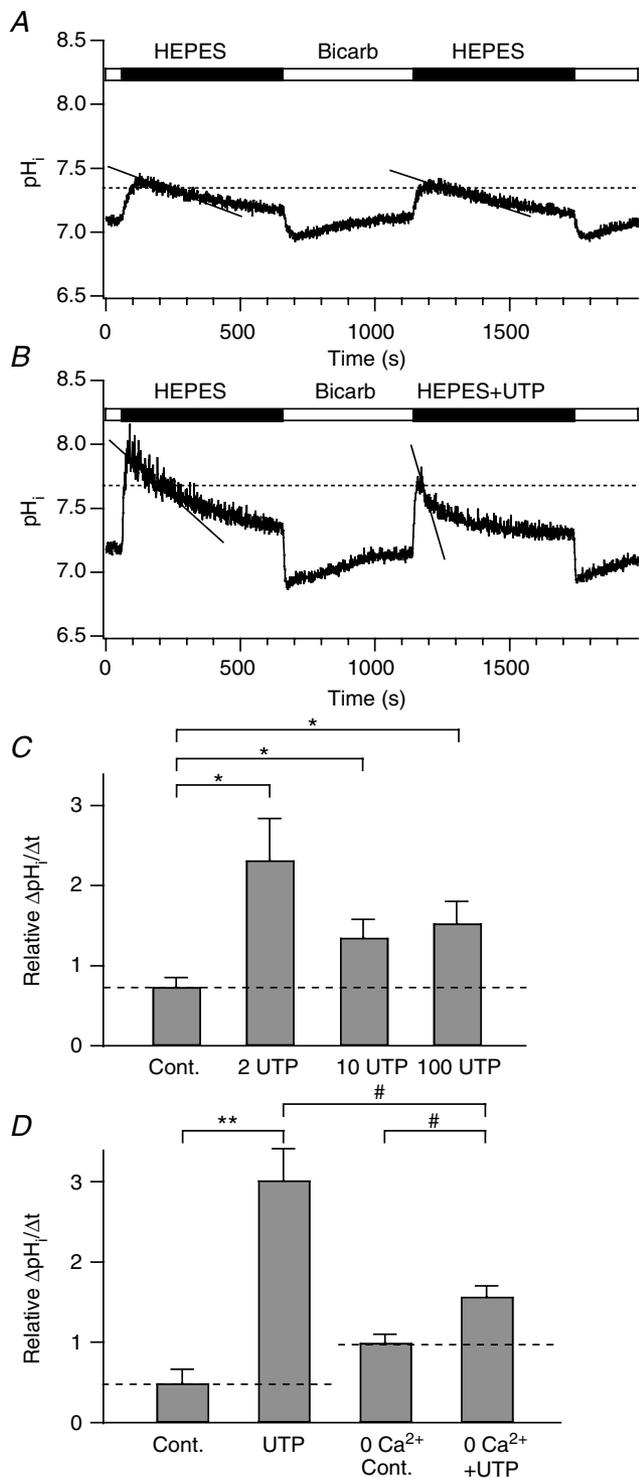 A
8.5
HEPES Bicarb HEPES
8.0
7.5
pHi
7.0
6.5
0 500 1000 1500
Time (s)
B
8.5
HEPES Bicarb HEPES+UTP
8.0
7.5
pHi
7.0
6.5
0 500 1000 1500
Time (s)
C
*
*
*
3
2
1
0
Relative ΔpHi/Δt
Cont. 2 UTP 10 UTP 100 UTP
D
#
** #
3
2
1
0
Relative ΔpHi/Δt
Cont. UTP 0 Ca²⁺ 0 Ca²⁺
Cont. +UTP